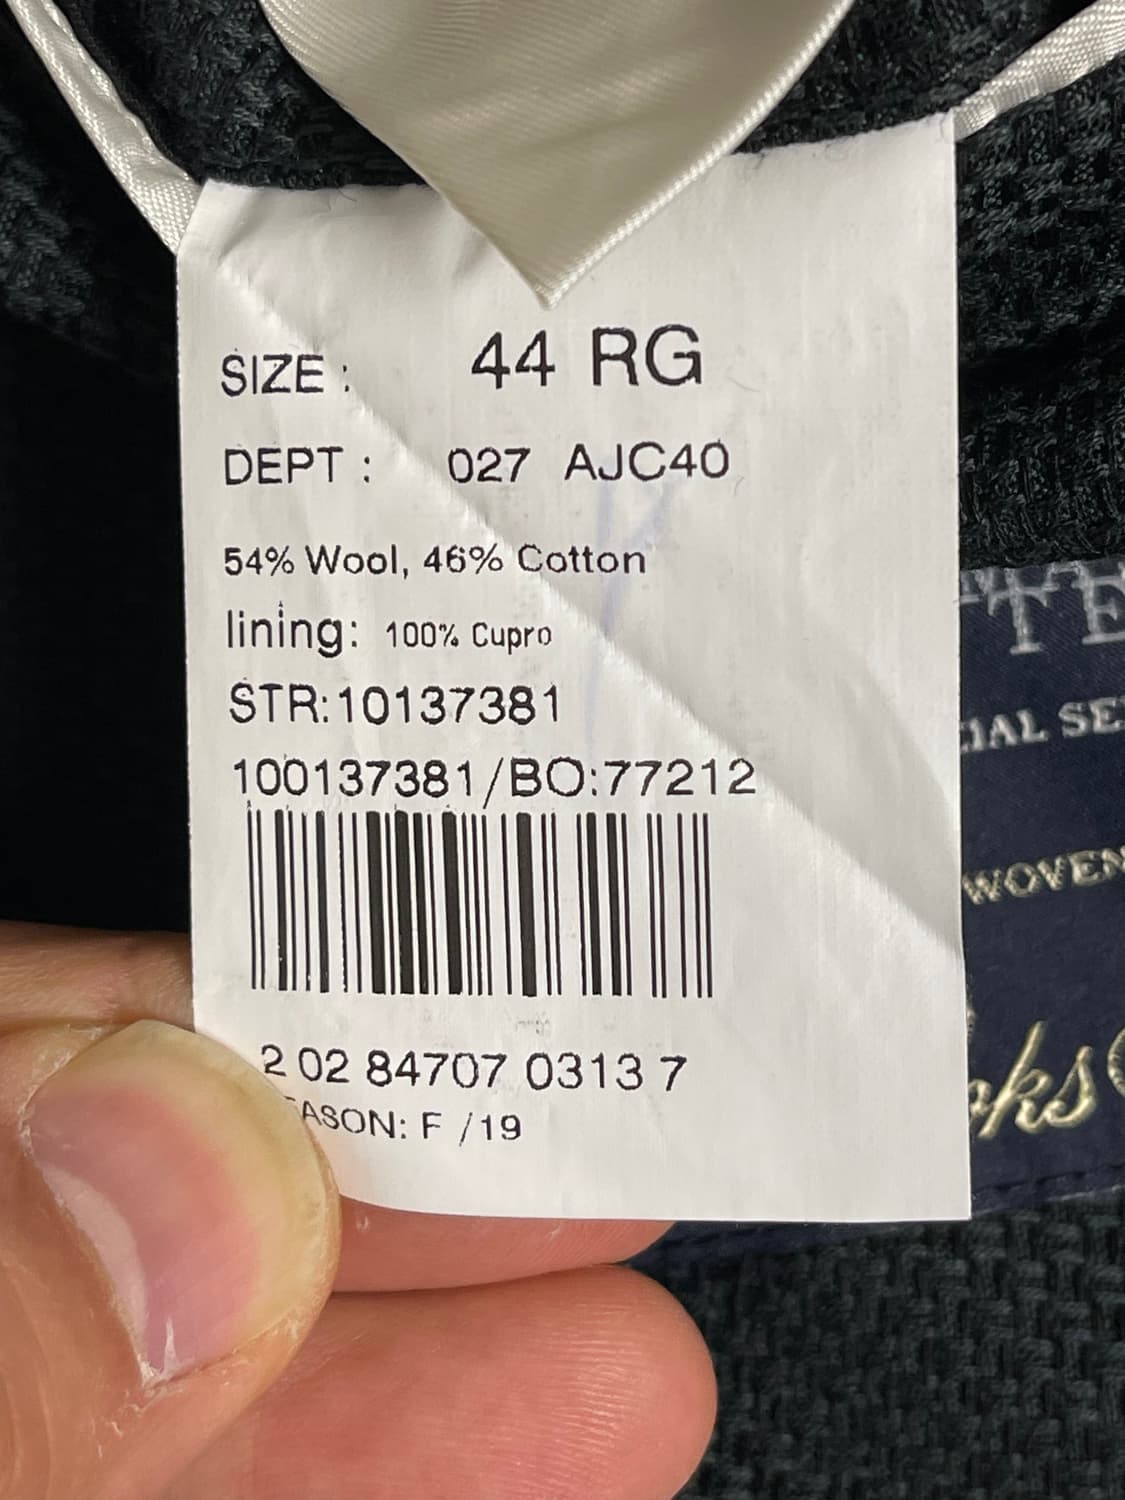 SIZE : 44 RG
DEPT : 027 AJC40
54% Wool, 46% Cotton
lining: 100% Cupro
STR:10137381
100137381/BO:77212
2 02 84707 0313 7
ASON: F /19
TE
IAL SE
WOVEN
oks